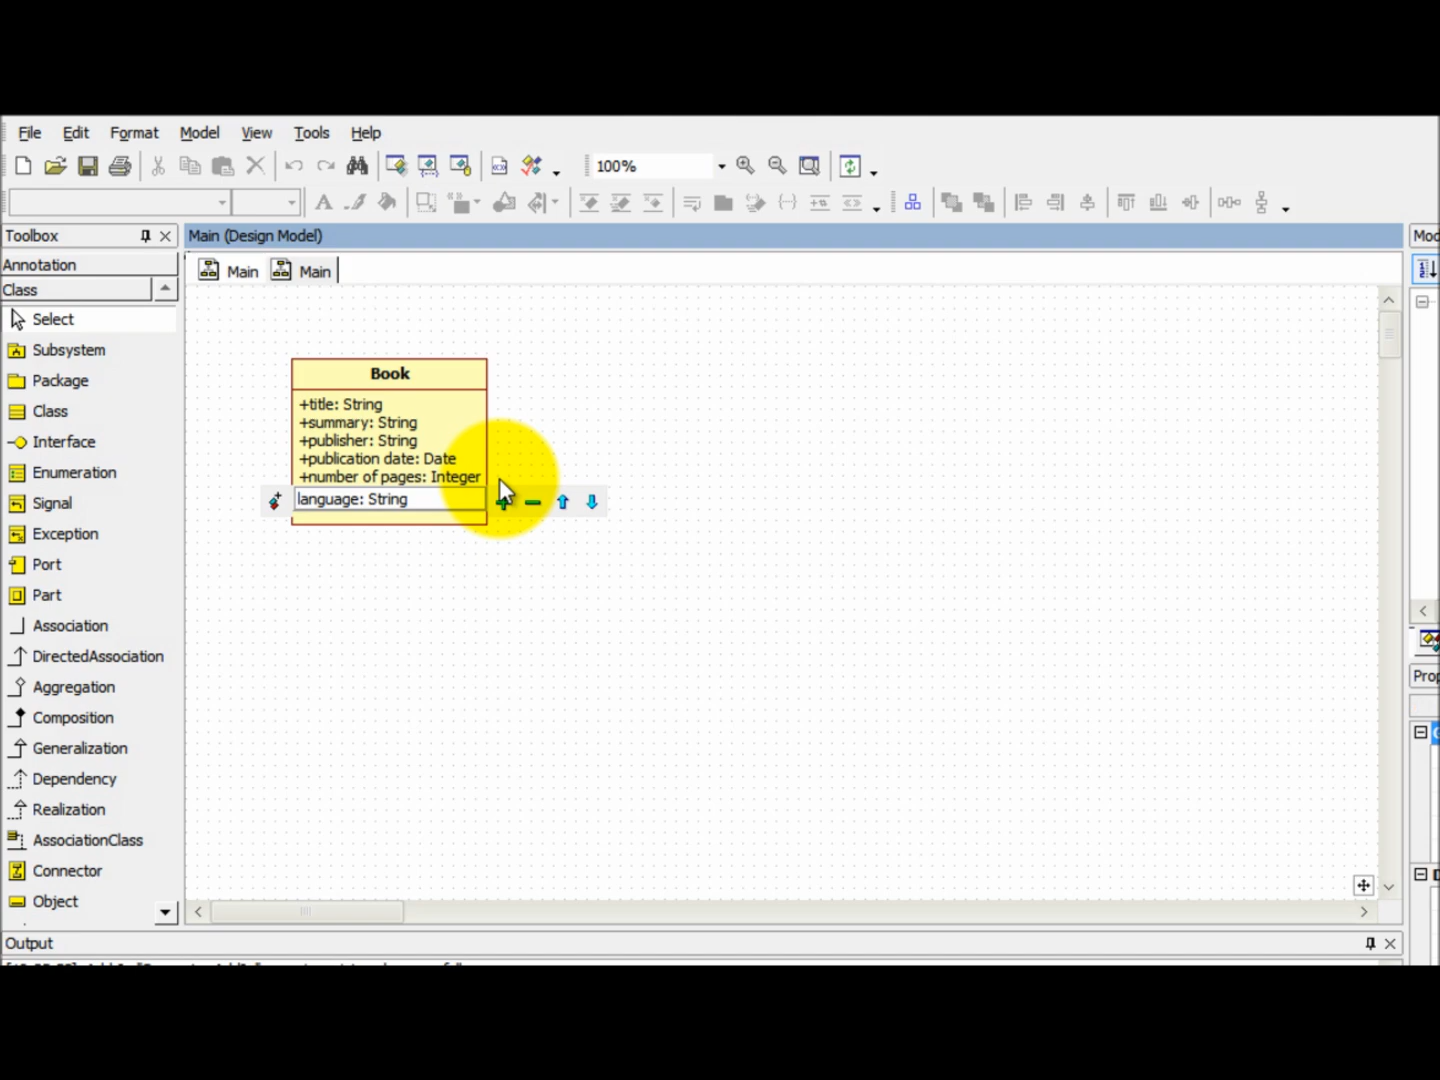 File Edit Format Model View Tools Help
100%
Toolbox
Main (Design Model)
Annotation
Main Main
Class
Select
Subsystem
Package
Class
Interface
Enumeration
Signal
Exception
Port
Part
Association
DirectedAssociation
Aggregation
Composition
Generalization
Dependency
Realization
AssociationClass
Connector
Object
Book
+title: String
+summary: String
+publisher: String
+publication date: Date
+number of pages: Integer
language: String
Mod
Prop
Output